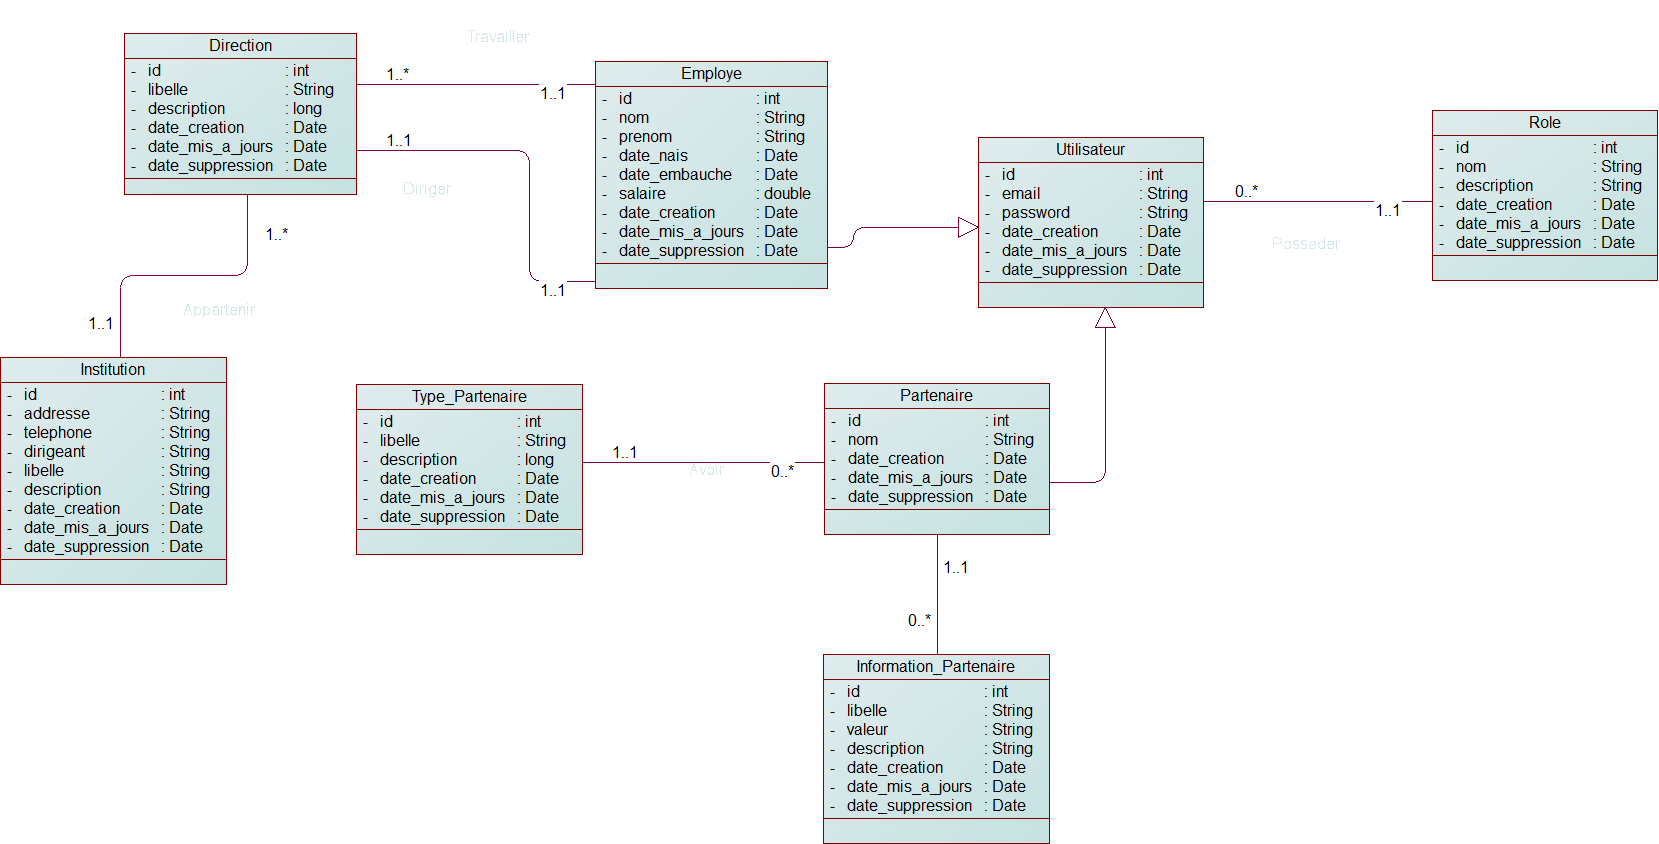 Travailler
Direction
- id : int
- libelle : String
- description : long
- date_creation : Date
- date_mis_a_jours : Date
- date_suppression : Date
1..*
1..1
1..1
Diriger
1..1
Employe
- id : int
- nom : String
- prenom : String
- date_nais : Date
- date_embauche : Date
- salaire : double
- date_creation : Date
- date_mis_a_jours : Date
- date_suppression : Date
Utilisateur
- id : int
- email : String
- password : String
- date_creation : Date
- date_mis_a_jours : Date
- date_suppression : Date
0..*
1..1
Posseder
Role
- id : int
- nom : String
- description : String
- date_creation : Date
- date_mis_a_jours : Date
- date_suppression : Date
1..*
Appartenir
1..1
Institution
- id : int
- addresse : String
- telephone : String
- dirigeant : String
- libelle : String
- description : String
- date_creation : Date
- date_mis_a_jours : Date
- date_suppression : Date
Type_Partenaire
- id : int
- libelle : String
- description : long
- date_creation : Date
- date_mis_a_jours : Date
- date_suppression : Date
1..1
Avoir
0..*
Partenaire
- id : int
- nom : String
- date_creation : Date
- date_mis_a_jours : Date
- date_suppression : Date
1..1
0..*
Information_Partenaire
- id : int
- libelle : String
- valeur : String
- description : String
- date_creation : Date
- date_mis_a_jours : Date
- date_suppression : Date